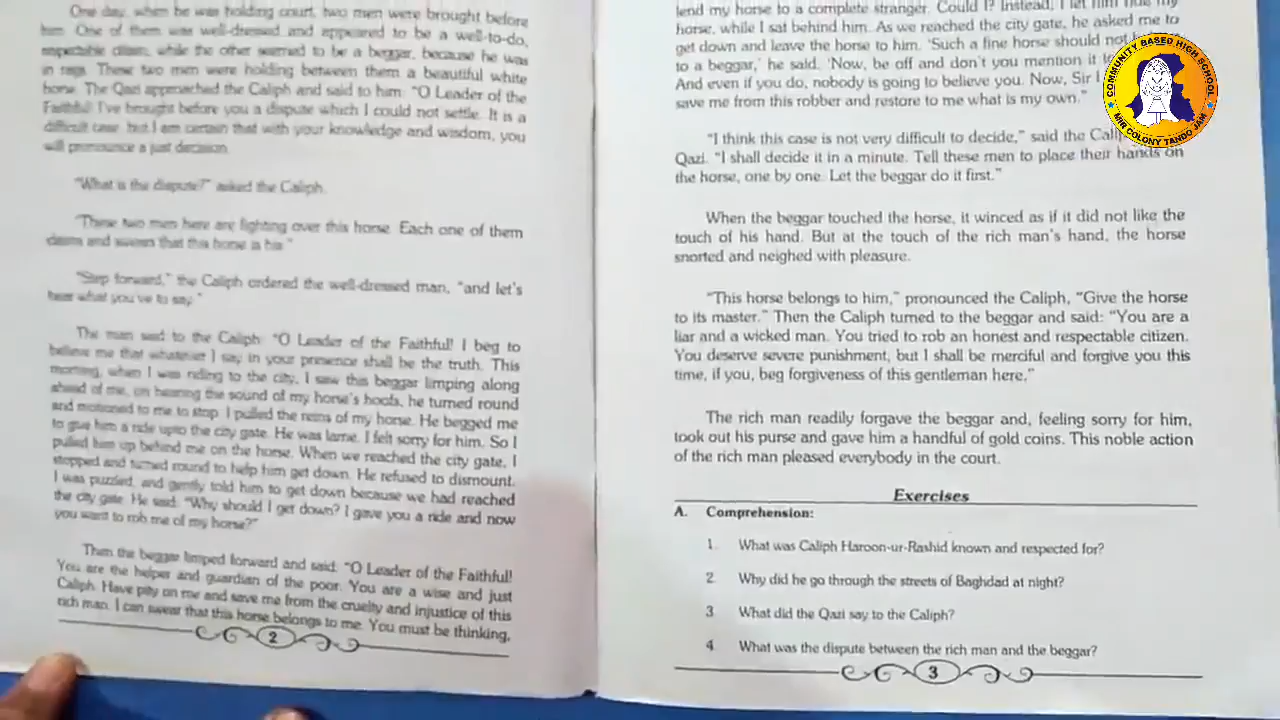 One day, when he was holding court, two men were brought before
him. One of them was well-dressed and appeared to be a well-to-do,
respectable citizen, while the other seemed to be a beggar, because he was
in rags. These two men were holding between them a beautiful white
horse. The Qazi approached the Caliph and said to him: "O Leader of the
Faithful! I've brought before you a dispute which I could not settle. It is a
difficult case, but I am certain that with your knowledge and wisdom, you
will pronounce a just decision.
"What is the dispute?" asked the Caliph.
"These two men here are fighting over this horse. Each one of them
claims and swears that this horse is his."
"Step forward," the Caliph ordered the well-dressed man, "and let's
hear what you've to say."
The man said to the Caliph: "O Leader of the Faithful! I beg to
believe me that whatever I say in your presence shall be the truth. This
morning, when I was riding to the city, I saw this beggar limping along
ahead of me, on hearing the sound of my horse's hoofs, he turned round
and motioned to me to stop. I pulled the reins of my horse. He begged me
to give him a ride upto the city gate. He was lame. I felt sorry for him. So I
pulled him up behind me on the horse. When we reached the city gate, I
stopped and turned round to help him get down. He refused to dismount.
I was puzzled, and gently told him to get down because we had reached
the city gate. He said: "Why should I get down? I gave you a ride and now
you want to rob me of my horse?"
Then the beggar limped forward and said: "O Leader of the Faithful!
You are the helper and guardian of the poor. You are a wise and just
Caliph. Have pity on me and save me from the cruelty and injustice of this
rich man. I can swear that this horse belongs to me. You must be thinking,
2
lend my horse to a complete stranger. Could I? Instead, I let him ride my
horse, while I sat behind him. As we reached the city gate, he asked me to
get down and leave the horse to him. 'Such a fine horse should not
to a beggar,' he said. 'Now, be off and don't you mention it
And even if you do, nobody is going to believe you. Now, Sir I
save me from this robber and restore to me what is my own."
"I think this case is not very difficult to decide," said the
Qazi. "I shall decide it in a minute. Tell these men to place their hands on
the horse, one by one. Let the beggar do it first."
When the beggar touched the horse, it winced as if it did not like the
touch of his hand. But at the touch of the rich man's hand, the horse
snorted and neighed with pleasure.
"This horse belongs to him," pronounced the Caliph, "Give the horse
to its master." Then the Caliph turned to the beggar and said: "You are a
liar and a wicked man. You tried to rob an honest and respectable citizen.
You deserve severe punishment, but I shall be merciful and forgive you this
time, if you, beg forgiveness of this gentleman here,"
The rich man readily forgave the beggar and, feeling sorry for him,
took out his purse and gave him a handful of gold coins. This noble action
of the rich man pleased everybody in the court.
Exercises
A. Comprehension:
1. What was Caliph Haroon-ur-Rashid known and respected for?
2. Why did he go through the streets of Baghdad at night?
3 What did the Qazi say to the Caliph?
4. What was the dispute between the rich man and the beggar?
3
COMMUNITY BASED HIGH SCHOOL
MIR COLONY TANDO JAM